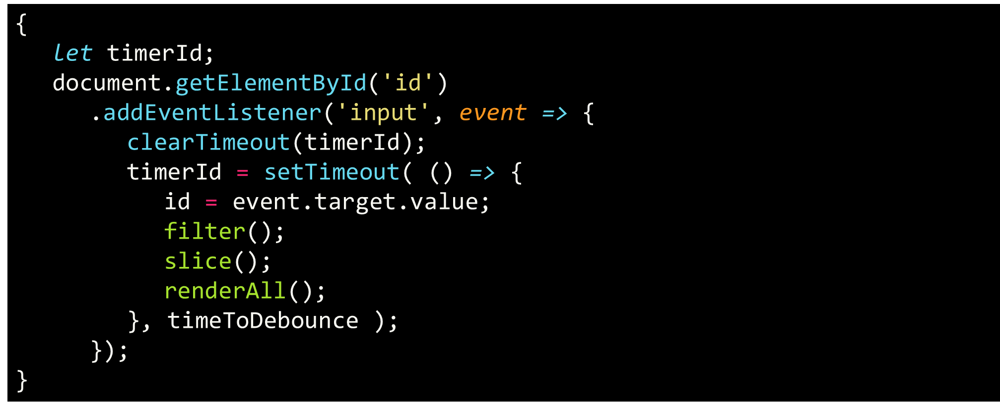 {
let timerId;
document.getElementById('id')
.addEventListener('input', event => {
clearTimeout(timerId);
timerId = setTimeout( () => {
id = event.target.value;
filter();
slice();
renderAll();
}, timeToDebounce );
});
}